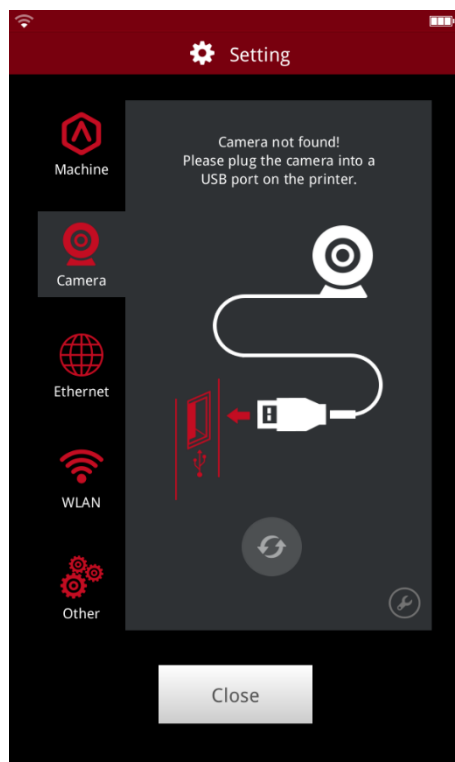 Setting
Machine
Camera
Ethernet
WLAN
Other
Camera not found!
Please plug the camera into a
USB port on the printer.
Close